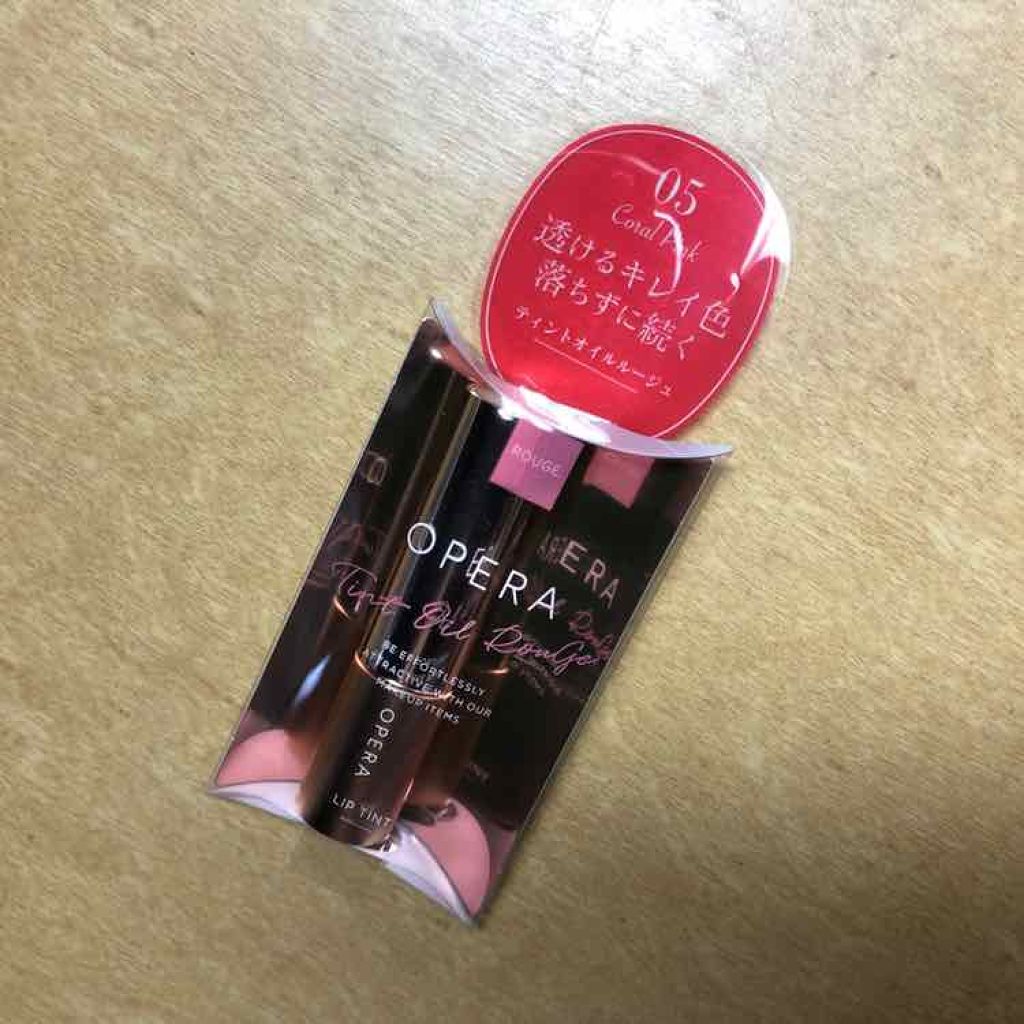 05
Coral Pink
透けるキレイ色
落ちずに続く
ティントオイルルージュ
ROUGE
OPERA
Tint Oil Rouge
BE EFFORTLESSLY
ATTRACTIVE WITH OUR
MAKEUP ITEMS
OPERA
LIP TINT